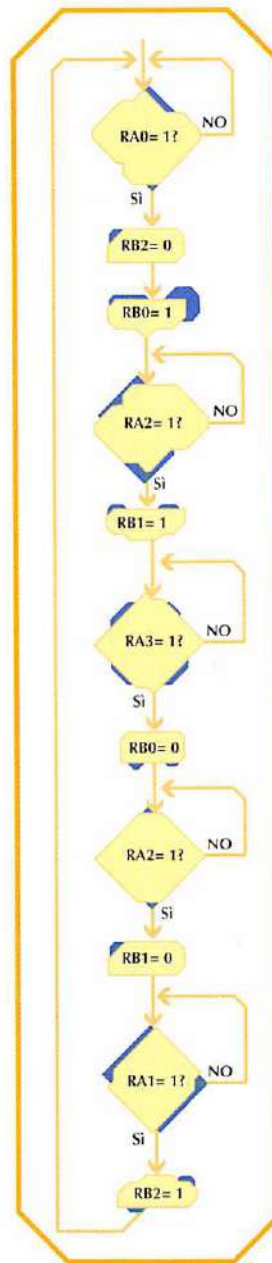 RA0= 1?
NO
Sì
RB2= 0
RB0= 1
RA2= 1?
NO
Sì
RB1= 1
RA3= 1?
NO
Sì
RB0= 0
RA2= 1?
NO
Sì
RB1= 0
RA1= 1?
NO
Sì
RB2= 1